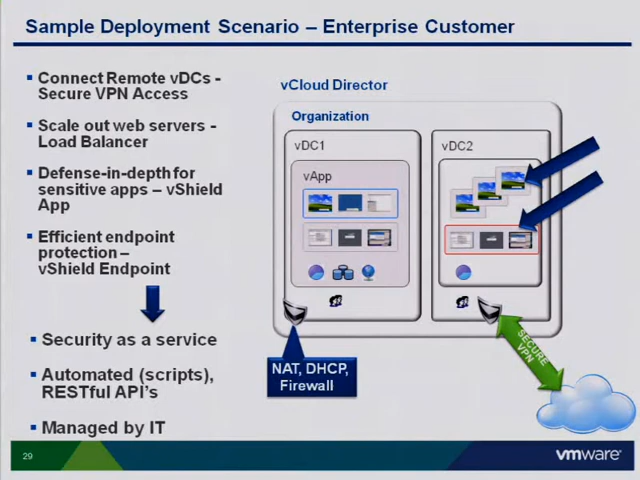 Sample Deployment Scenario – Enterprise Customer
▪ Connect Remote vDCs -
Secure VPN Access
▪ Scale out web servers -
Load Balancer
▪ Defense-in-depth for
sensitive apps – vShield
App
▪ Efficient endpoint
protection –
vShield Endpoint
▪ Security as a service
▪ Automated (scripts),
RESTful API’s
▪ Managed by IT
vCloud Director
Organization
vDC1
vApp
vDC2
NAT, DHCP,
Firewall
SECURE
VPN
29
vmware